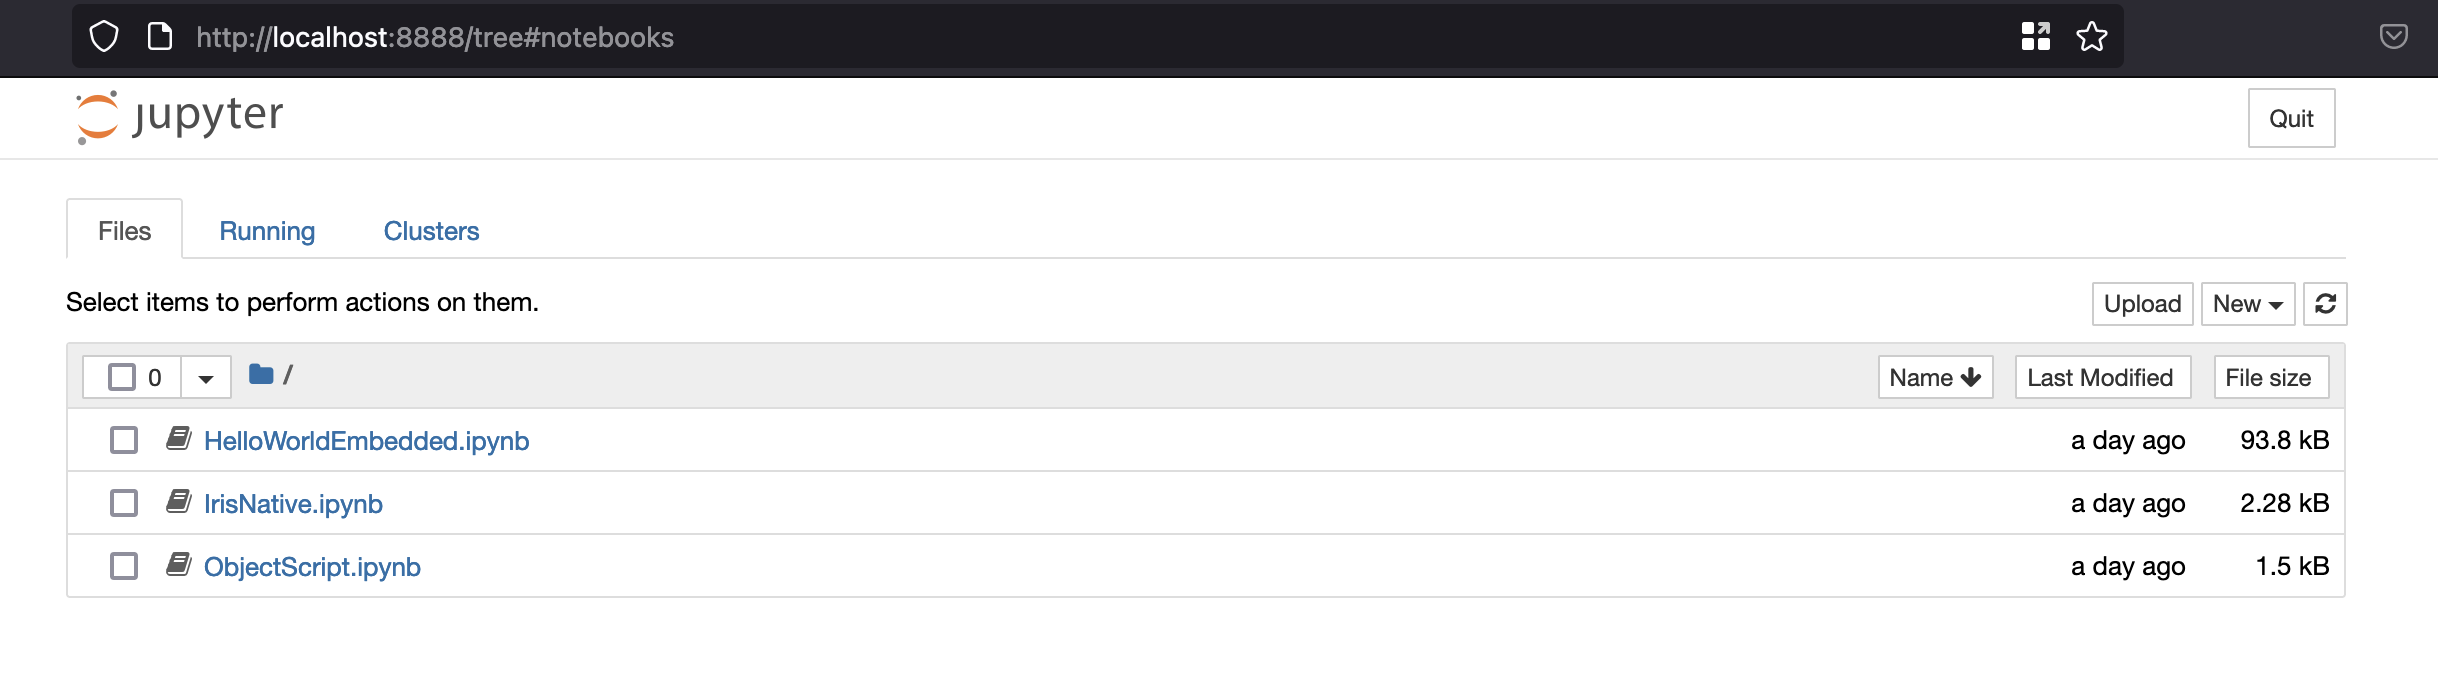 http://localhost:8888/tree#notebooks
jupyter
Quit
Files Running Clusters
Select items to perform actions on them.
Upload New
0 / Name Last Modified File size
HelloWorldEmbedded.ipynb a day ago 93.8 kB
IrisNative.ipynb a day ago 2.28 kB
ObjectScript.ipynb a day ago 1.5 kB